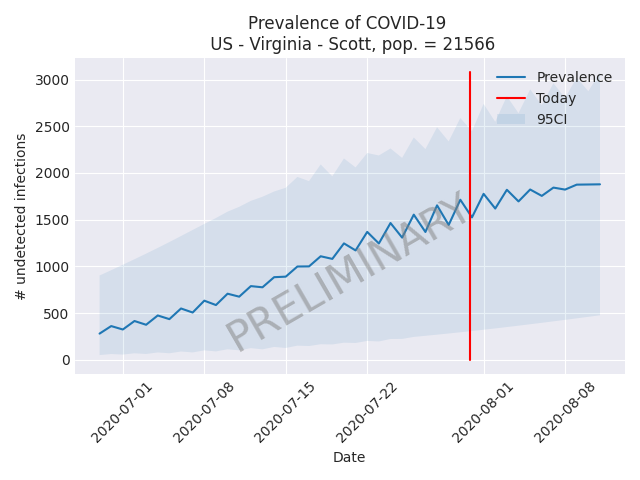 Prevalence of COVID-19
US - Virginia - Scott, pop. = 21566
# undetected infections
3000
2500
2000
1500
1000
500
0
Prevalence
Today
95CI
PRELIMINARY
2020-07-01
2020-07-08
2020-07-15
2020-07-22
2020-08-01
2020-08-08
Date